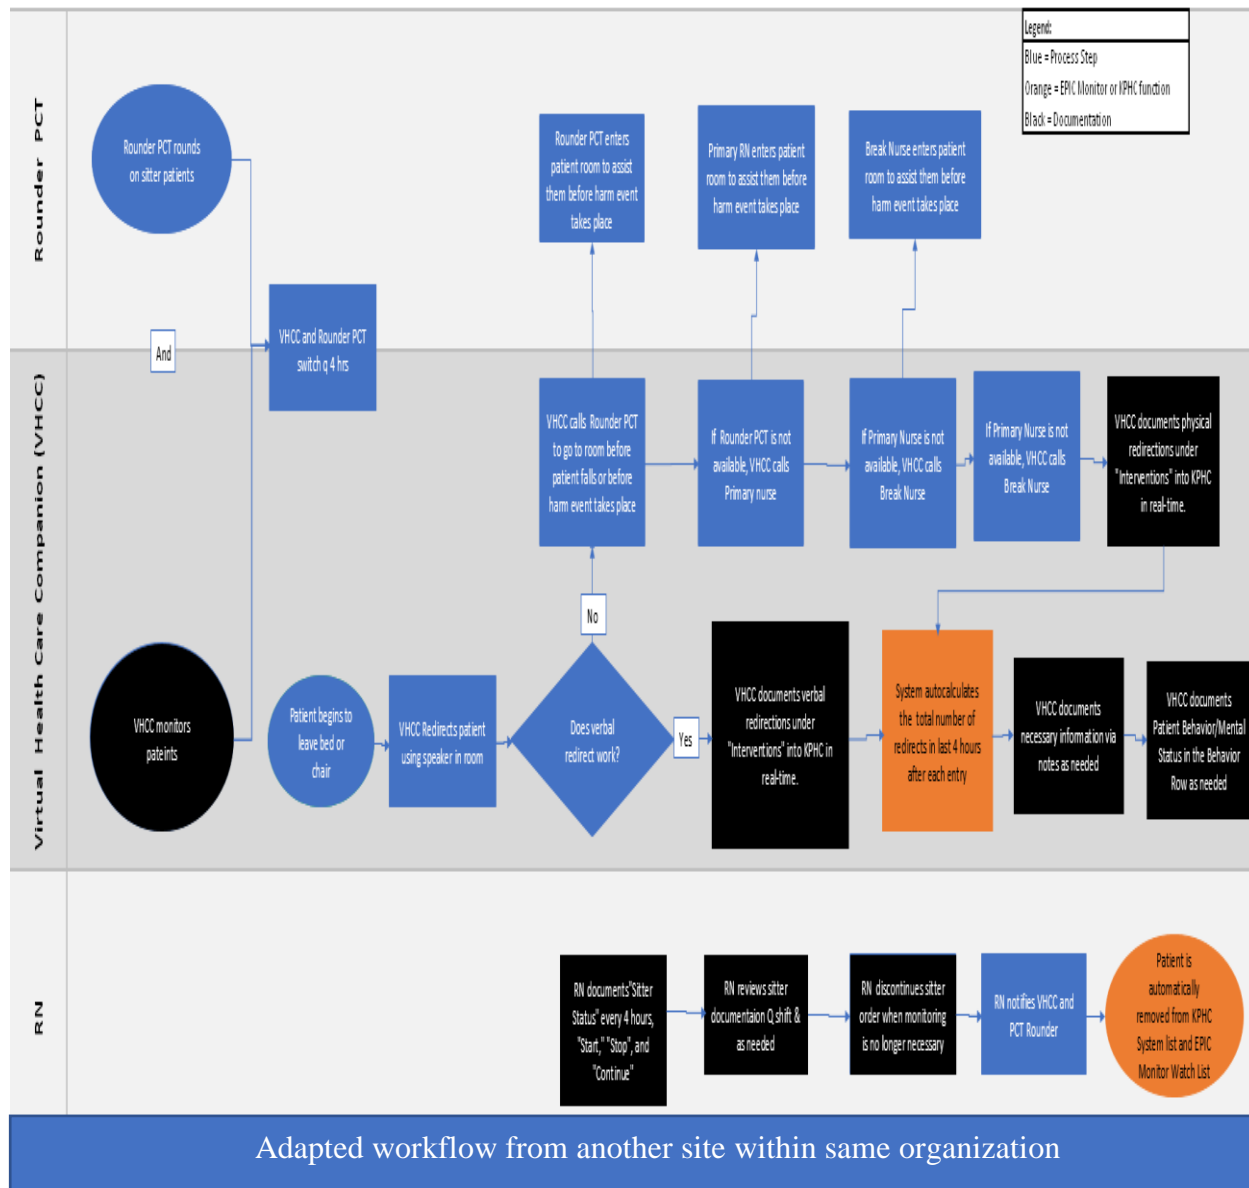 Legend:
Blue = Process Step
Orange = EPIC Monitor or KPHC function
Black = Documentation
Rounder PCT
Rounder PCT rounds
on sitter patients
Rounder PCT enters
patient room to assist
them before harm event
takes place
Primary RN enters patient
room to assist them before
harm event takes place
Break Nurse enters patient
room to assist them before
harm event takes place
And
VHCC and Rounder PCT
switch q 4 hrs
Virtual Health Care Companion (VHCC)
VHCC calls Rounder PCT
to go to room before
patient falls or before
harm event takes place
If Rounder PCT is not
available, VHCC calls
Primary nurse
If Primary Nurse is not
available, VHCC calls
Break Nurse
If Primary Nurse is not
available, VHCC calls
Break Nurse
VHCC documents physical
redirections under
"Interventions" into KPHC
in real-time.
No
VHCC monitors
pateints
Patient begins to
leave bed or
chair
VHCC Redirects patient
using speaker in room
Does verbal
redirect work?
Yes
VHCC documents verbal
redirections under
"Interventions" into KPHC in
real-time.
System autocalculates
the total number of
redirects in last 4 hours
after each entry
VHCC documents
necessary information via
notes as needed
VHCC documents
Patient Behavior/Mental
Status in the Behavior
Row as needed
RN
RN documents"Sitter
Status" every 4 hours,
"Start," "Stop", and
"Continue"
RN reviews sitter
documentaion Q shift &
as needed
RN discontinues sitter
order when monitoring
is no longer necessary
RN notifies VHCC and
PCT Rounder
Patient is
automatically
removed from KPHC
System list and EPIC
Monitor Watch List
Adapted workflow from another site within same organization